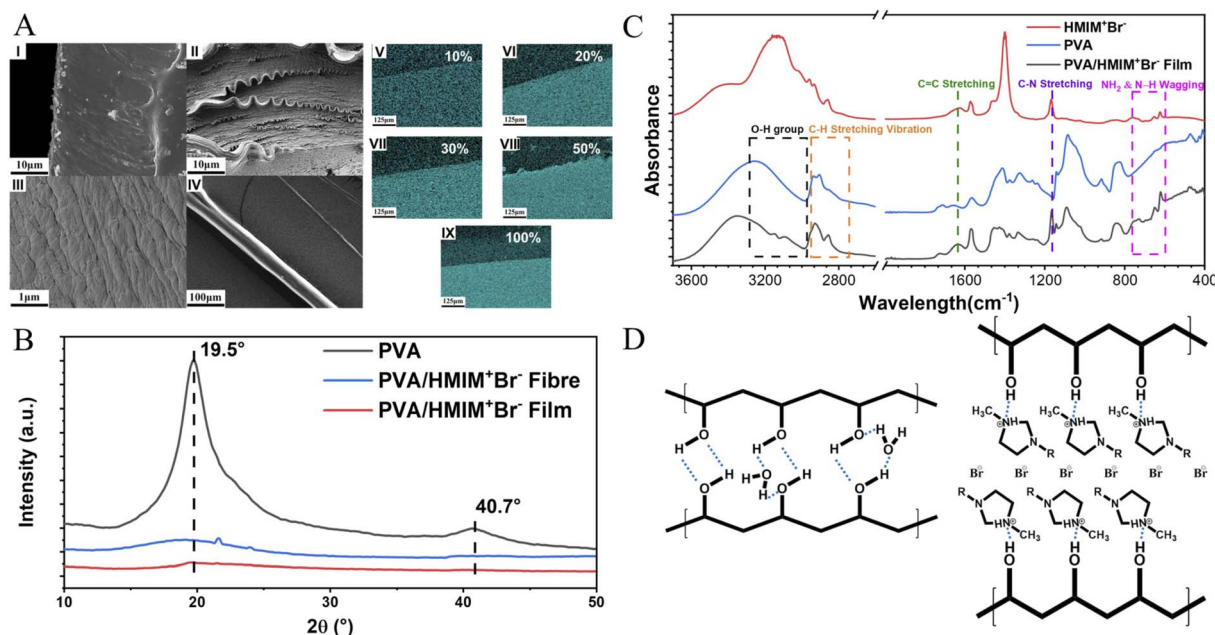 A
I
10μm
II
10μm
III
1μm
IV
100μm
V
10%
125μm
VI
20%
125μm
VII
30%
125μm
VIII
50%
125μm
IX
100%
125μm
B
Intensity (a.u.)
19.5°
40.7°
PVA
PVA/HMIM⁺Br⁻ Fibre
PVA/HMIM⁺Br⁻ Film
10 20 30 40 50
2θ (°)
C
Absorbance
HMIM⁺Br⁻
PVA
PVA/HMIM⁺Br⁻ Film
C=C Stretching
C-N Stretching
NH₂ & N–H Wagging
O-H group
C-H Stretching Vibration
3600 3200 2800 1600 1200 800 400
Wavelength(cm⁻¹)
D
H O H O H O H H
O
H O H O H
H O H O H
O O O
H H H
H₃C H₃C H₃C
NH NH NH
⊕ ⊕ ⊕
N N N
R R R
Br Br Br Br Br Br
⊖ ⊖ ⊖ ⊖ ⊖ ⊖
R R R
N N N
HN HN HN
⊕ ⊕ ⊕
CH₃ CH₃ CH₃
H H H
O O O